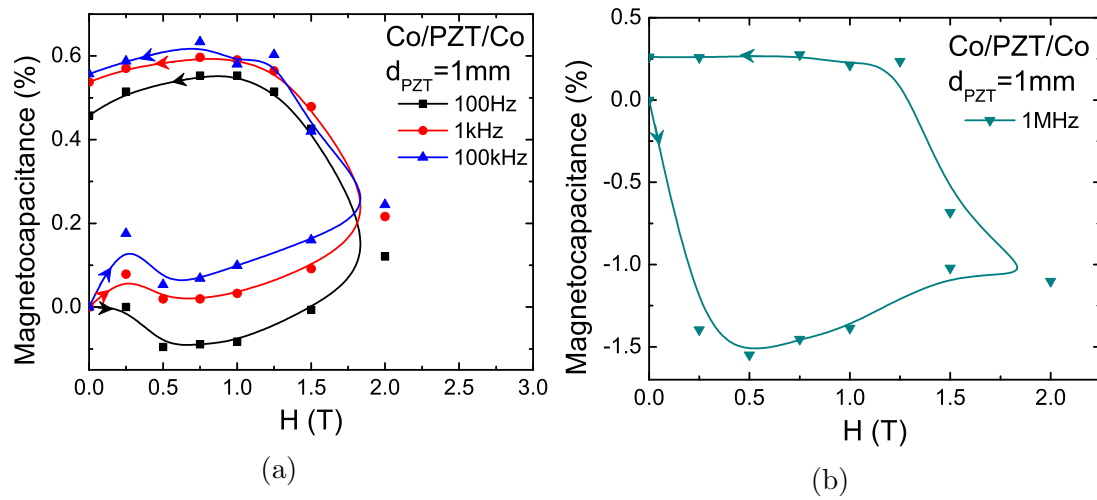 (a)
Magnetocapacitance (%)
0.6
0.4
0.2
0.0
0.0 0.5 1.0 1.5 2.0 2.5 3.0
H (T)
Co/PZT/Co
dPZT=1mm
100Hz
1kHz
100kHz
(a)
b)
Magnetocapacitance (%)
0.5
0.0
-0.5
-1.0
-1.5
0.0 0.5 1.0 1.5 2.0
H (T)
Co/PZT/Co
dPZT=1mm
1MHz
(b)